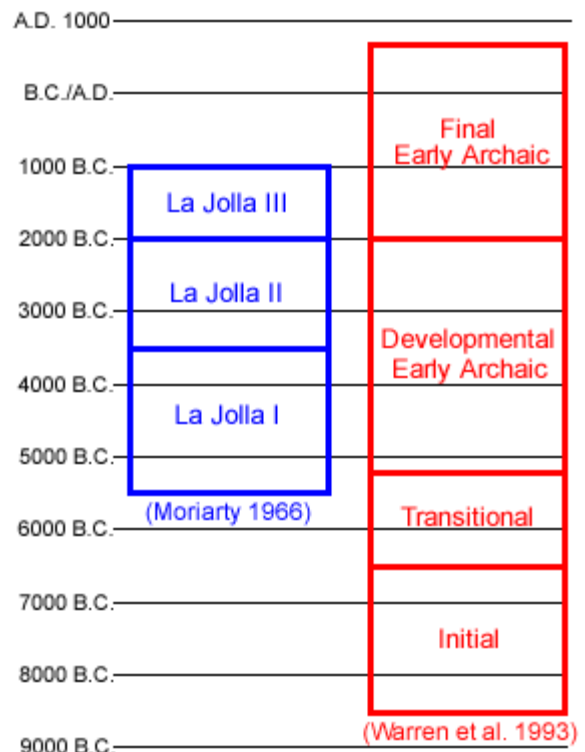 A.D. 1000
B.C./A.D.
Final
Early Archaic
1000 B.C.
La Jolla III
2000 B.C.
La Jolla II
3000 B.C.
Developmental
Early Archaic
4000 B.C.
La Jolla I
5000 B.C.
(Moriarty 1966)
Transitional
6000 B.C.
7000 B.C.
Initial
8000 B.C.
(Warren et al. 1993)
9000 B.C.